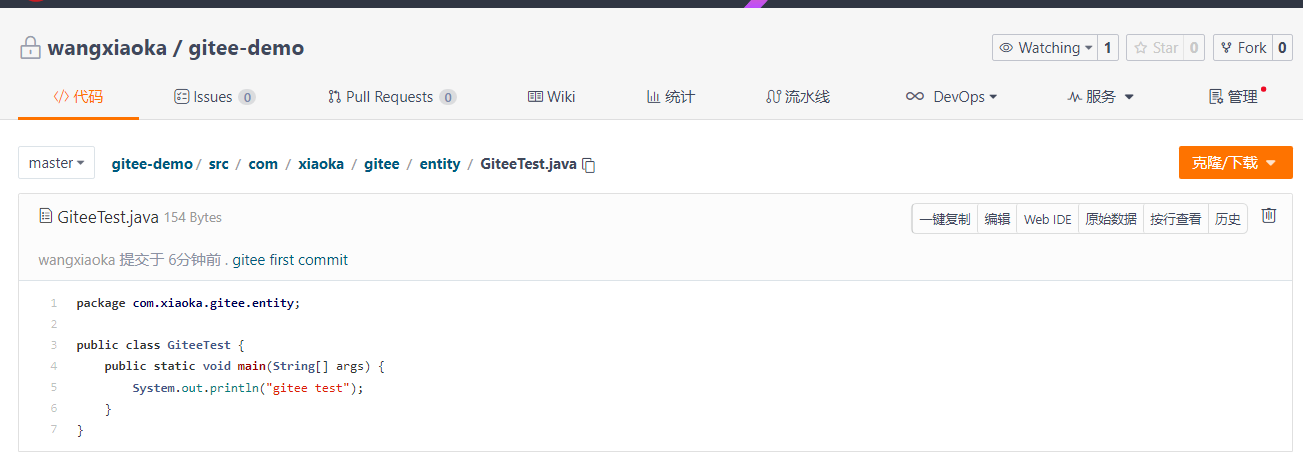 wangxiaoka / gitee-demo
Watching 1 Star 0 Fork 0
代码 Issues 0 Pull Requests 0 Wiki 统计 流水线 DevOps 服务 管理
master gitee-demo / src / com / xiaoka / gitee / entity / GiteeTest.java 克隆/下载
GiteeTest.java 154 Bytes 一键复制 编辑 Web IDE 原始数据 按行查看 历史
wangxiaoka 提交于 6分钟前 . gitee first commit
1 package com.xiaoka.gitee.entity;
2
3 public class GiteeTest {
4 public static void main(String[] args) {
5 System.out.println("gitee test");
6 }
7 }